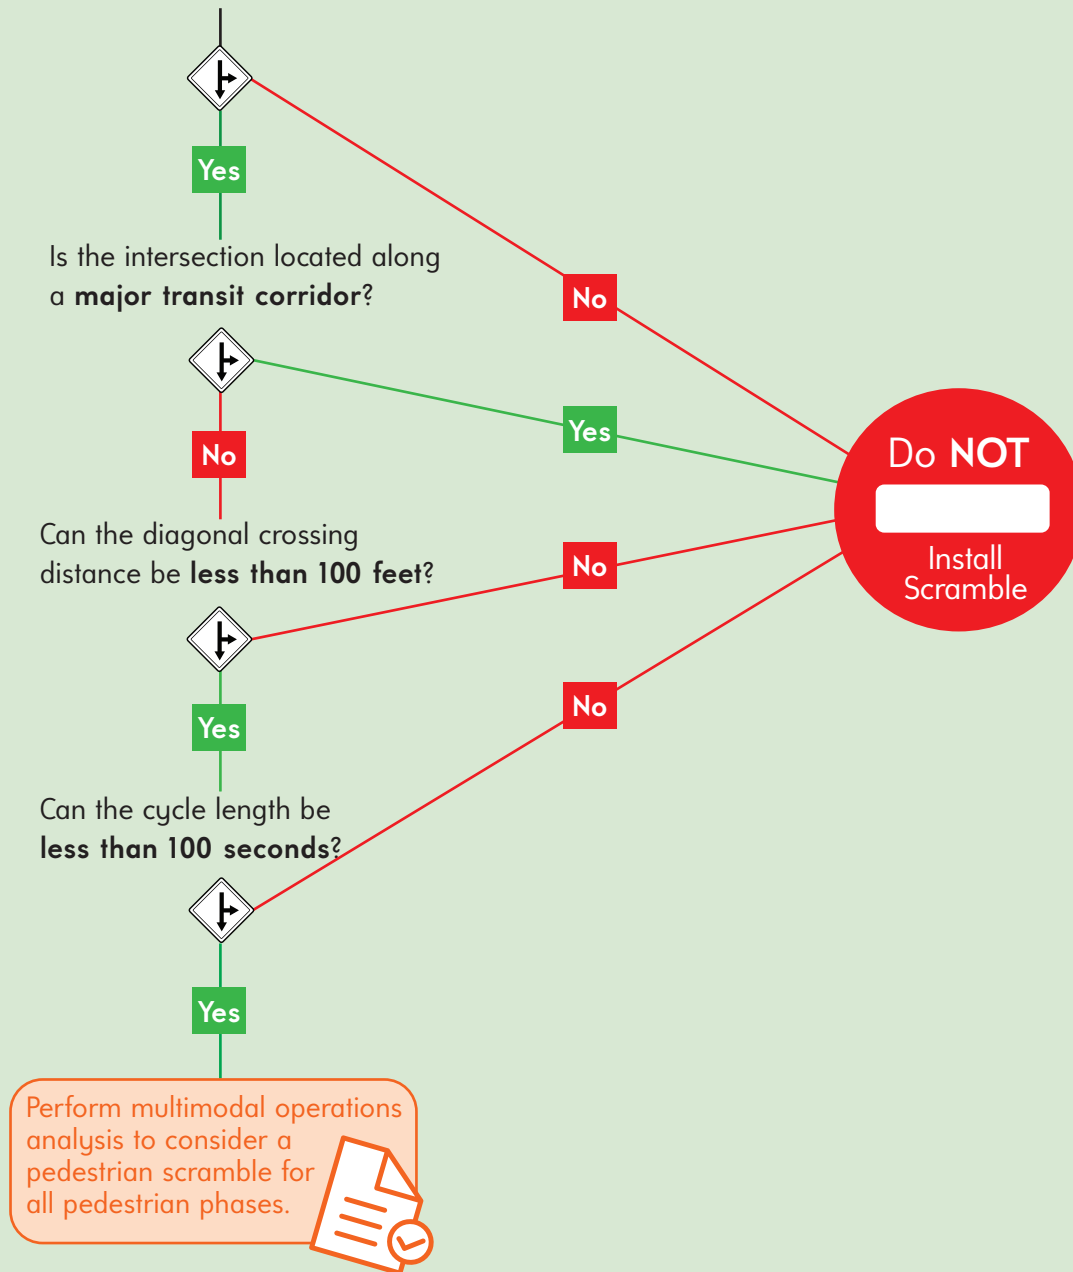 Yes
Is the intersection located along
a major transit corridor?
No
Yes
No
Can the diagonal crossing
distance be less than 100 feet?
No
Yes
No
Can the cycle length be
less than 100 seconds?
Yes
Do NOT
Install
Scramble
Perform multimodal operations
analysis to consider a
pedestrian scramble for
all pedestrian phases.